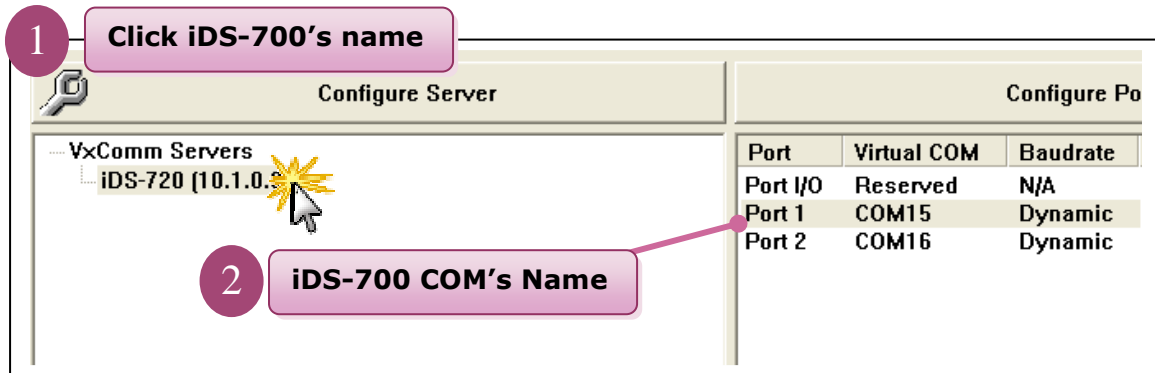 1
Click iDS-700’s name
Configure Server
Configure Po
VxComm Servers
iDS-720 (10.1.0.
Port Virtual COM Baudrate
Port I/O Reserved N/A
Port 1 COM15 Dynamic
Port 2 COM16 Dynamic
2
iDS-700 COM’s Name